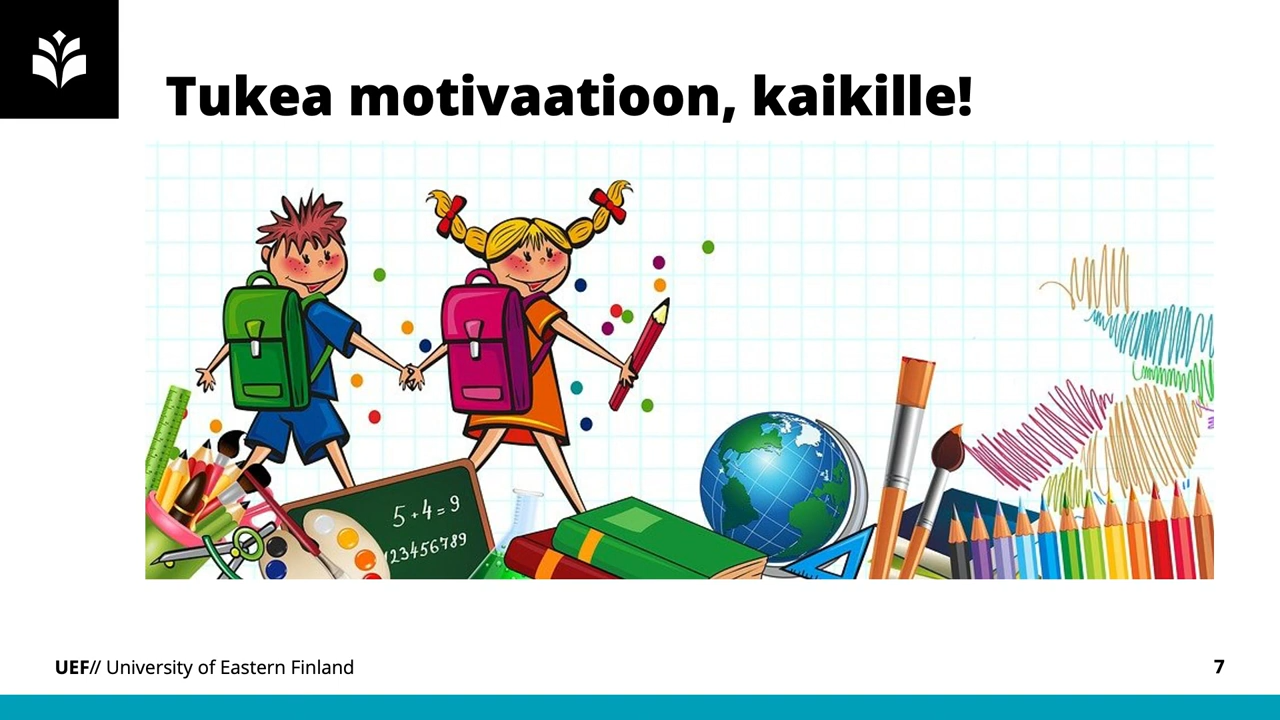 Tukea motivaatioon, kaikille!
5+4=9
123456789
UEF// University of Eastern Finland
7